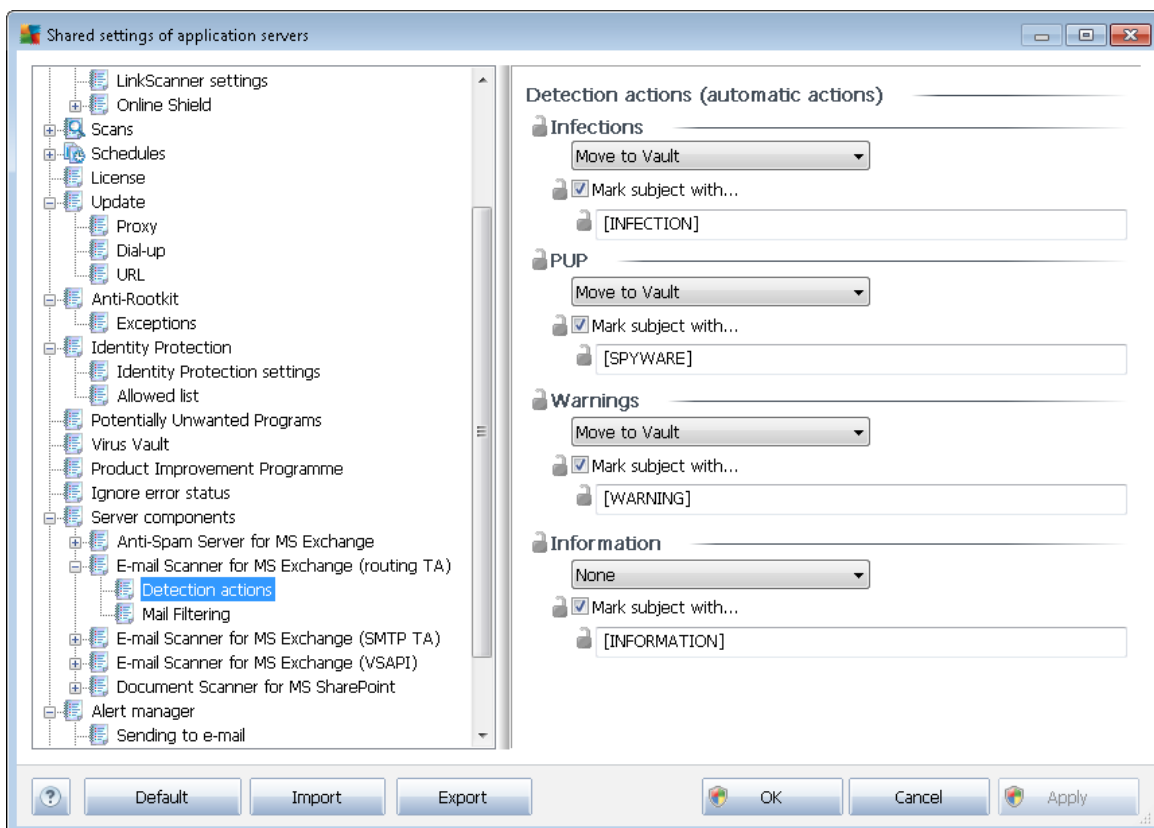 Shared settings of application servers
LinkScanner settings
Online Shield
Scans
Schedules
License
Update
Proxy
Dial-up
URL
Anti-Rootkit
Exceptions
Identity Protection
Identity Protection settings
Allowed list
Potentially Unwanted Programs
Virus Vault
Product Improvement Programme
Ignore error status
Server components
Anti-Spam Server for MS Exchange
E-mail Scanner for MS Exchange (routing TA)
Detection actions
Mail Filtering
E-mail Scanner for MS Exchange (SMTP TA)
E-mail Scanner for MS Exchange (VSAPI)
Document Scanner for MS SharePoint
Alert manager
Sending to e-mail
Detection actions (automatic actions)
Infections
Move to Vault
Mark subject with...
[INFECTION]
PUP
Move to Vault
Mark subject with...
[SPYWARE]
Warnings
Move to Vault
Mark subject with...
[WARNING]
Information
None
Mark subject with...
[INFORMATION]
? Default Import Export OK Cancel Apply